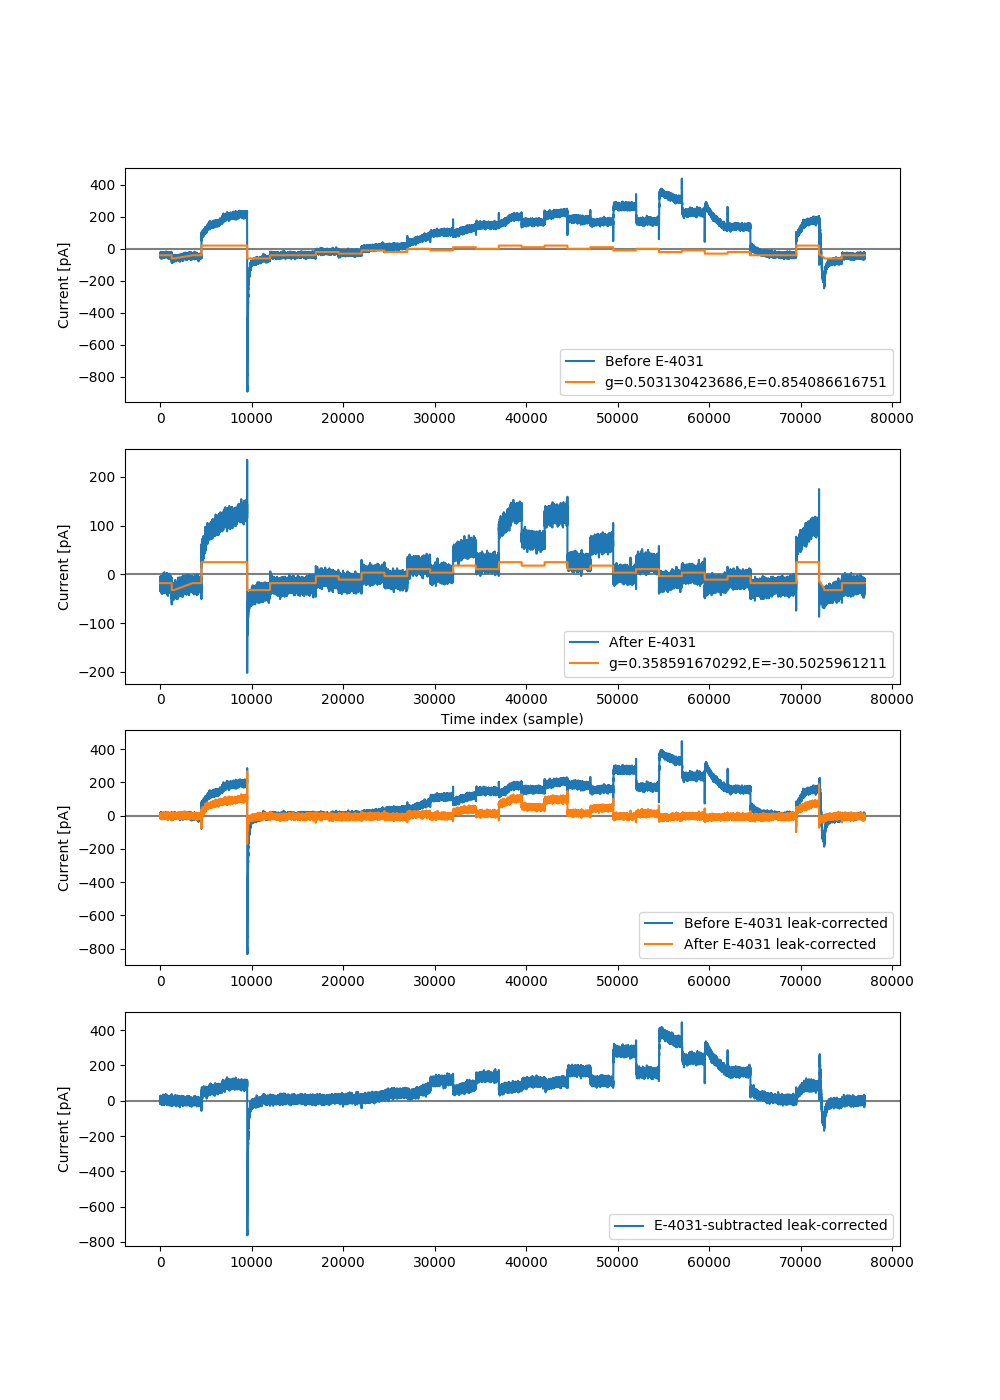 Current [pA]
400
200
0
−200
−400
−600
−800
Before E-4031
g=0.503130423686,E=0.854086616751
0 10000 20000 30000 40000 50000 60000 70000 80000
Current [pA]
200
100
0
−100
−200
After E-4031
g=0.358591670292,E=-30.5025961211
0 10000 20000 30000 40000 50000 60000 70000 80000
Time index (sample)
Current [pA]
400
200
0
−200
−400
−600
−800
Before E-4031 leak-corrected
After E-4031 leak-corrected
0 10000 20000 30000 40000 50000 60000 70000 80000
Current [pA]
400
200
0
−200
−400
−600
−800
E-4031-subtracted leak-corrected
0 10000 20000 30000 40000 50000 60000 70000 80000